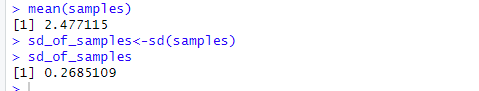 > mean(samples)
[1] 2.477115
> sd_of_samples<-sd(samples)
> sd_of_samples
[1] 0.2685109
>